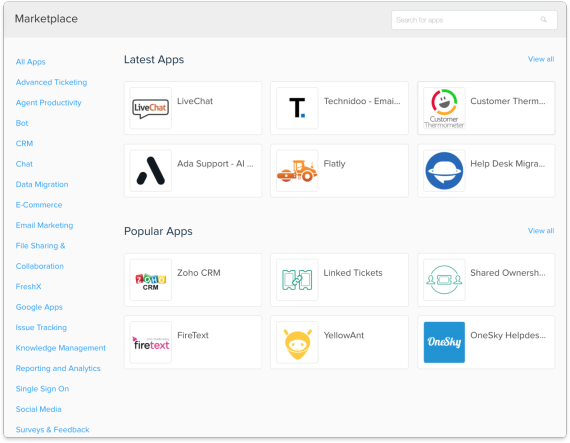 Marketplace
Search for apps
All Apps
Advanced Ticketing
Agent Productivity
Bot
CRM
Chat
Data Migration
E-Commerce
Email Marketing
File Sharing &
Collaboration
FreshX
Google Apps
Issue Tracking
Knowledge Management
Reporting and Analytics
Single Sign On
Social Media
Surveys & Feedback
Latest Apps
View all
LiveChat
LiveChat
T.
Technidoo - Emai...
Customer
Thermometer
Customer Therm...
Ada Support - AI ...
Flatly
Help Desk Migra...
Popular Apps
View all
ZOHO
CRM
Zoho CRM
Linked Tickets
Shared Ownersh...
firetext
FireText
YellowAnt
OneSky
OneSky Helpdes...